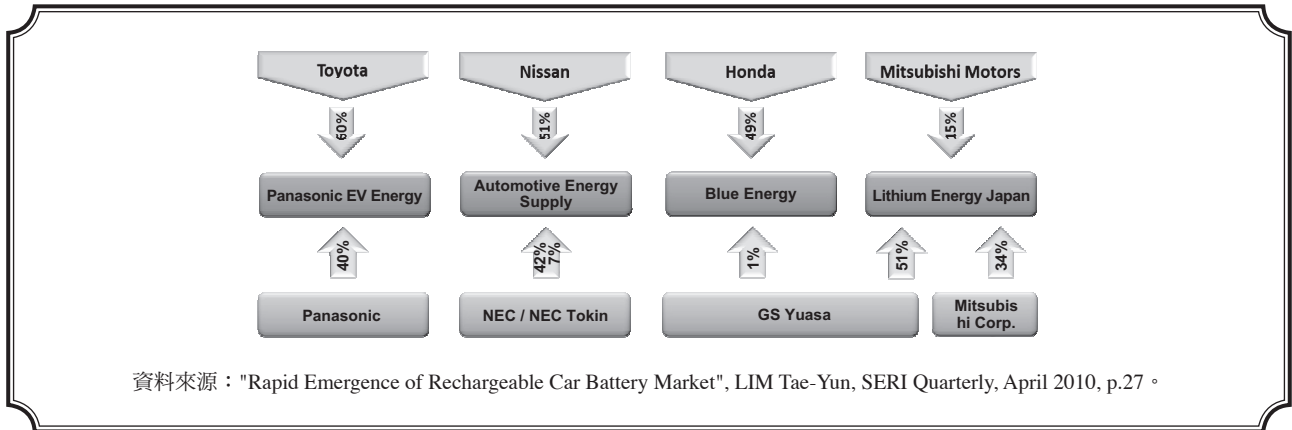 Toyota
Nissan
Honda
Mitsubishi Motors
60%
51%
49%
15%
Panasonic EV Energy
Automotive Energy
Supply
Blue Energy
Lithium Energy Japan
40%
42%
7%
1%
51%
34%
Panasonic
NEC / NEC Tokin
GS Yuasa
Mitsubis
hi Corp.
資料來源："Rapid Emergence of Rechargeable Car Battery Market", LIM Tae-Yun, SERI Quarterly, April 2010, p.27。